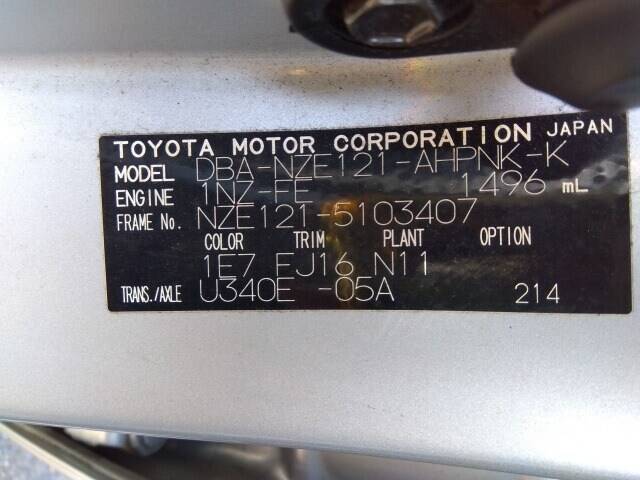 TOYOTA MOTOR CORPORATION JAPAN
MODEL DBA-NZE121-AHPNK-K
ENGINE 1NZ-FE 1496 mL
FRAME No. NZE121-5103407
COLOR TRIM PLANT OPTION
1E7 EJ16 N11
TRANS./AXLE U340E -05A 214